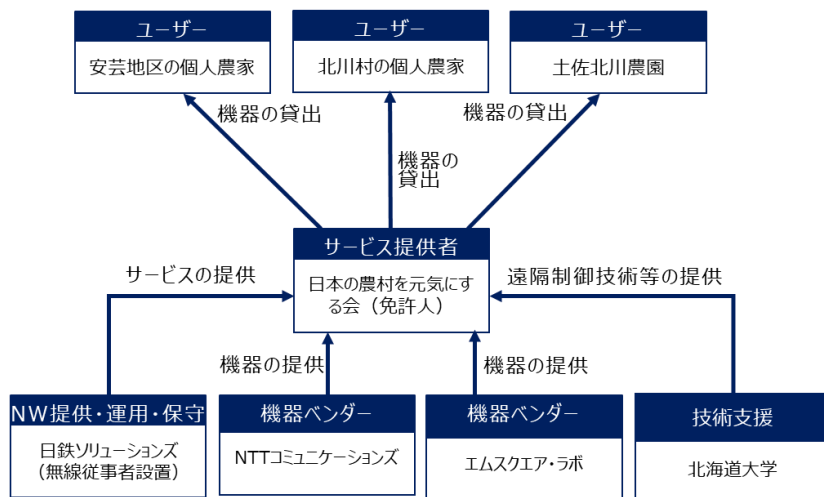 ユーザー
安芸地区の個人農家
ユーザー
北川村の個人農家
ユーザー
土佐北川農園
機器の貸出
機器の
貸出
機器の貸出
サービス提供者
日本の農村を元気にす
る会（免許人）
サービスの提供
遠隔制御技術等の提供
機器の提供
機器の提供
NW提供・運用・保守
日鉄ソリューションズ
（無線従事者設置）
機器ベンダー
NTTコミュニケーションズ
機器ベンダー
エムスクエア・ラボ
技術支援
北海道大学